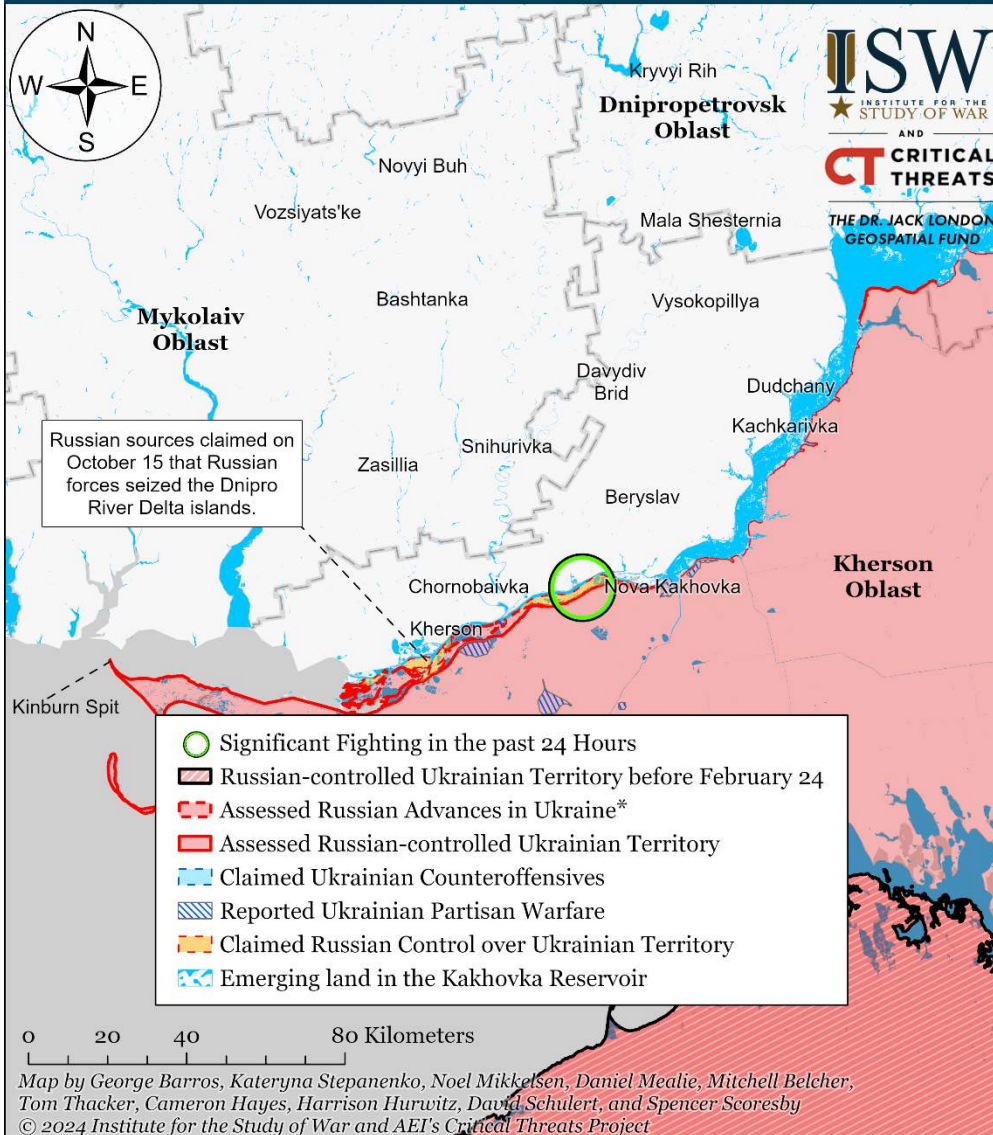 N
W
E
S
ISW
INSTITUTE FOR THE
STUDY OF WAR
AND
CT CRITICAL
THREATS
THE DR. JACK LONDON
GEOSPATIAL FUND
Kryvyi Rih
Dnipropetrovsk
Oblast
Novyi Buh
Vozsiyats'ke
Mala Shesternia
Bashtanka
Vysokopillya
Mykolaiv
Oblast
Davydiv
Brid
Dudchany
Kachkarivka
Russian sources claimed on
October 15 that Russian
forces seized the Dnipro
River Delta islands.
Snihurivka
Zasillia
Beryslav
Kherson
Oblast
Chornobaivka
Nova Kakhovka
Kherson
Kinburn Spit
Significant Fighting in the past 24 Hours
Russian-controlled Ukrainian Territory before February 24
Assessed Russian Advances in Ukraine*
Assessed Russian-controlled Ukrainian Territory
Claimed Ukrainian Counteroffensives
Reported Ukrainian Partisan Warfare
Claimed Russian Control over Ukrainian Territory
Emerging land in the Kakhovka Reservoir
0 20 40 80 Kilometers
Map by George Barros, Kateryna Stepanenko, Noel Mikkelsen, Daniel Mealie, Mitchell Belcher,
Tom Thacker, Cameron Hayes, Harrison Hurwitz, David Schulert, and Spencer Scoresby
© 2024 Institute for the Study of War and AEI's Critical Threats Project